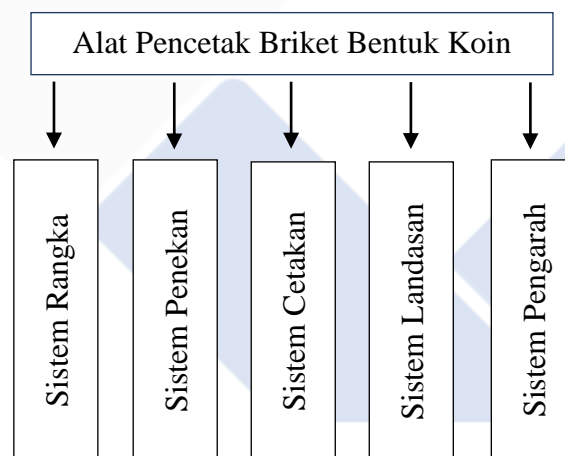 Alat Pencetak Briket Bentuk Koin
Sistem Rangka
Sistem Penekan
Sistem Cetakan
Sistem Landasan
Sistem Pengarah